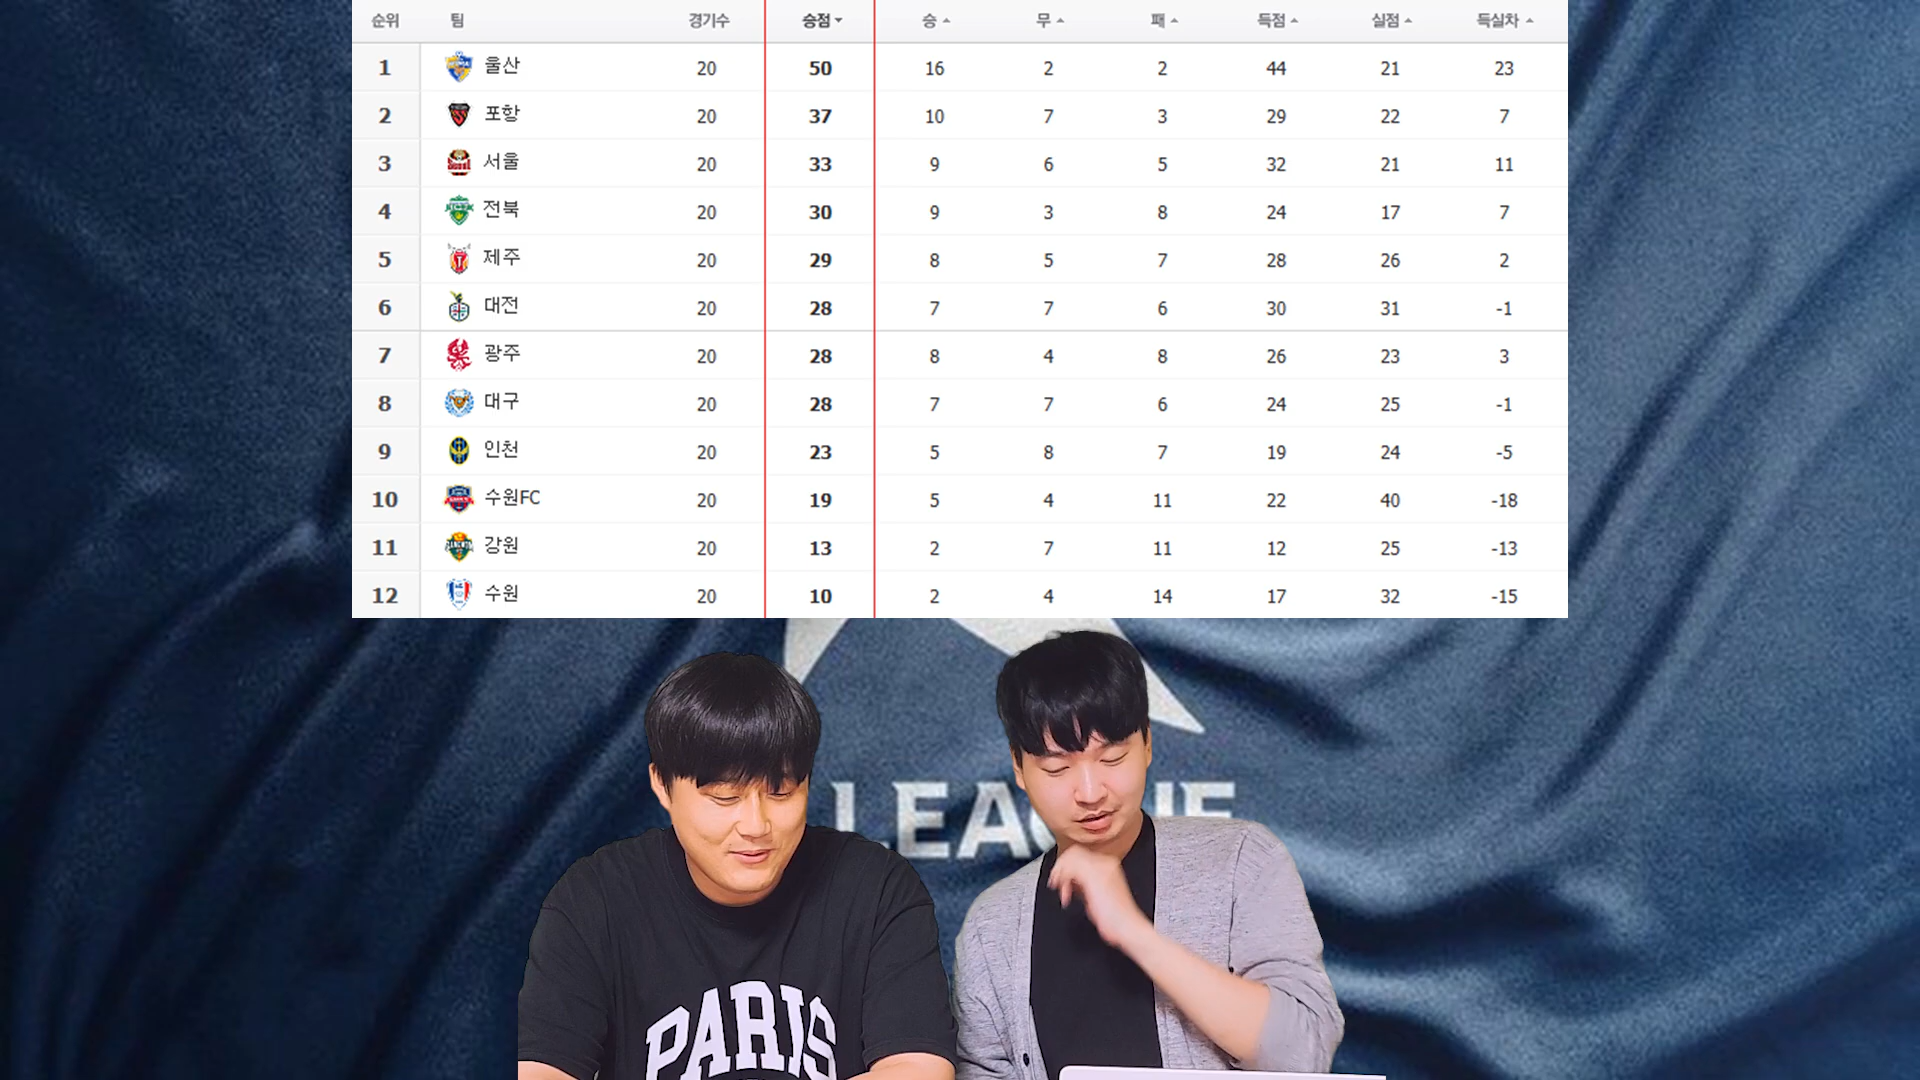 순위 팀 경기수 승점 승 무 패 득점 실점 득실차
1 울산 20 50 16 2 2 44 21 23
2 포항 20 37 10 7 3 29 22 7
3 서울 20 33 9 6 5 32 21 11
4 전북 20 30 9 3 8 24 17 7
5 제주 20 29 8 5 7 28 26 2
6 대전 20 28 7 7 6 30 31 -1
7 광주 20 28 8 4 8 26 23 3
8 대구 20 28 7 7 6 24 25 -1
9 인천 20 23 5 8 7 19 24 -5
10 수원FC 20 19 5 4 11 22 40 -18
11 강원 20 13 2 7 11 12 25 -13
12 수원 20 10 2 4 14 17 32 -15
LEAGUE
PARIS